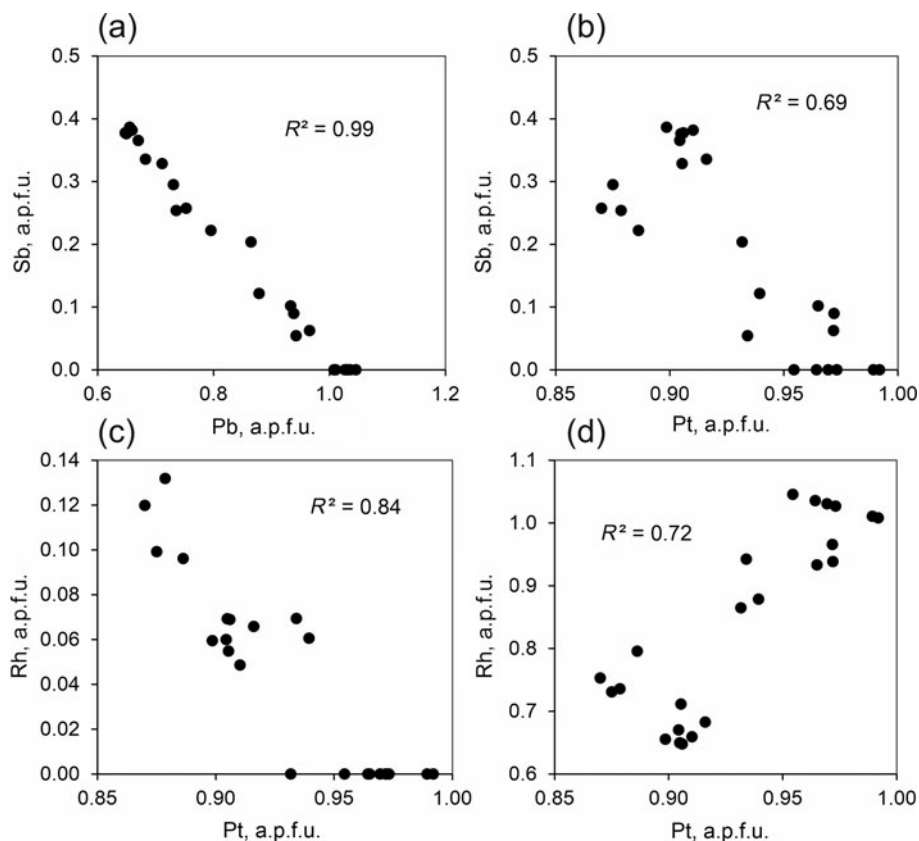 (a)
0.5
0.4
0.3
0.2
0.1
0.0
Sb, a.p.f.u.
R² = 0.99
0.6 0.8 1.0 1.2
Pb, a.p.f.u.
(b)
0.5
0.4
0.3
0.2
0.1
0.0
Sb, a.p.f.u.
R² = 0.69
0.85 0.90 0.95 1.00
Pt, a.p.f.u.
(c)
0.14
0.12
0.10
0.08
0.06
0.04
0.02
0.00
Rh, a.p.f.u.
R² = 0.84
0.85 0.90 0.95 1.00
Pt, a.p.f.u.
(d)
1.1
1.0
0.9
0.8
0.7
0.6
Rh, a.p.f.u.
R² = 0.72
0.85 0.90 0.95 1.00
Pt, a.p.f.u.